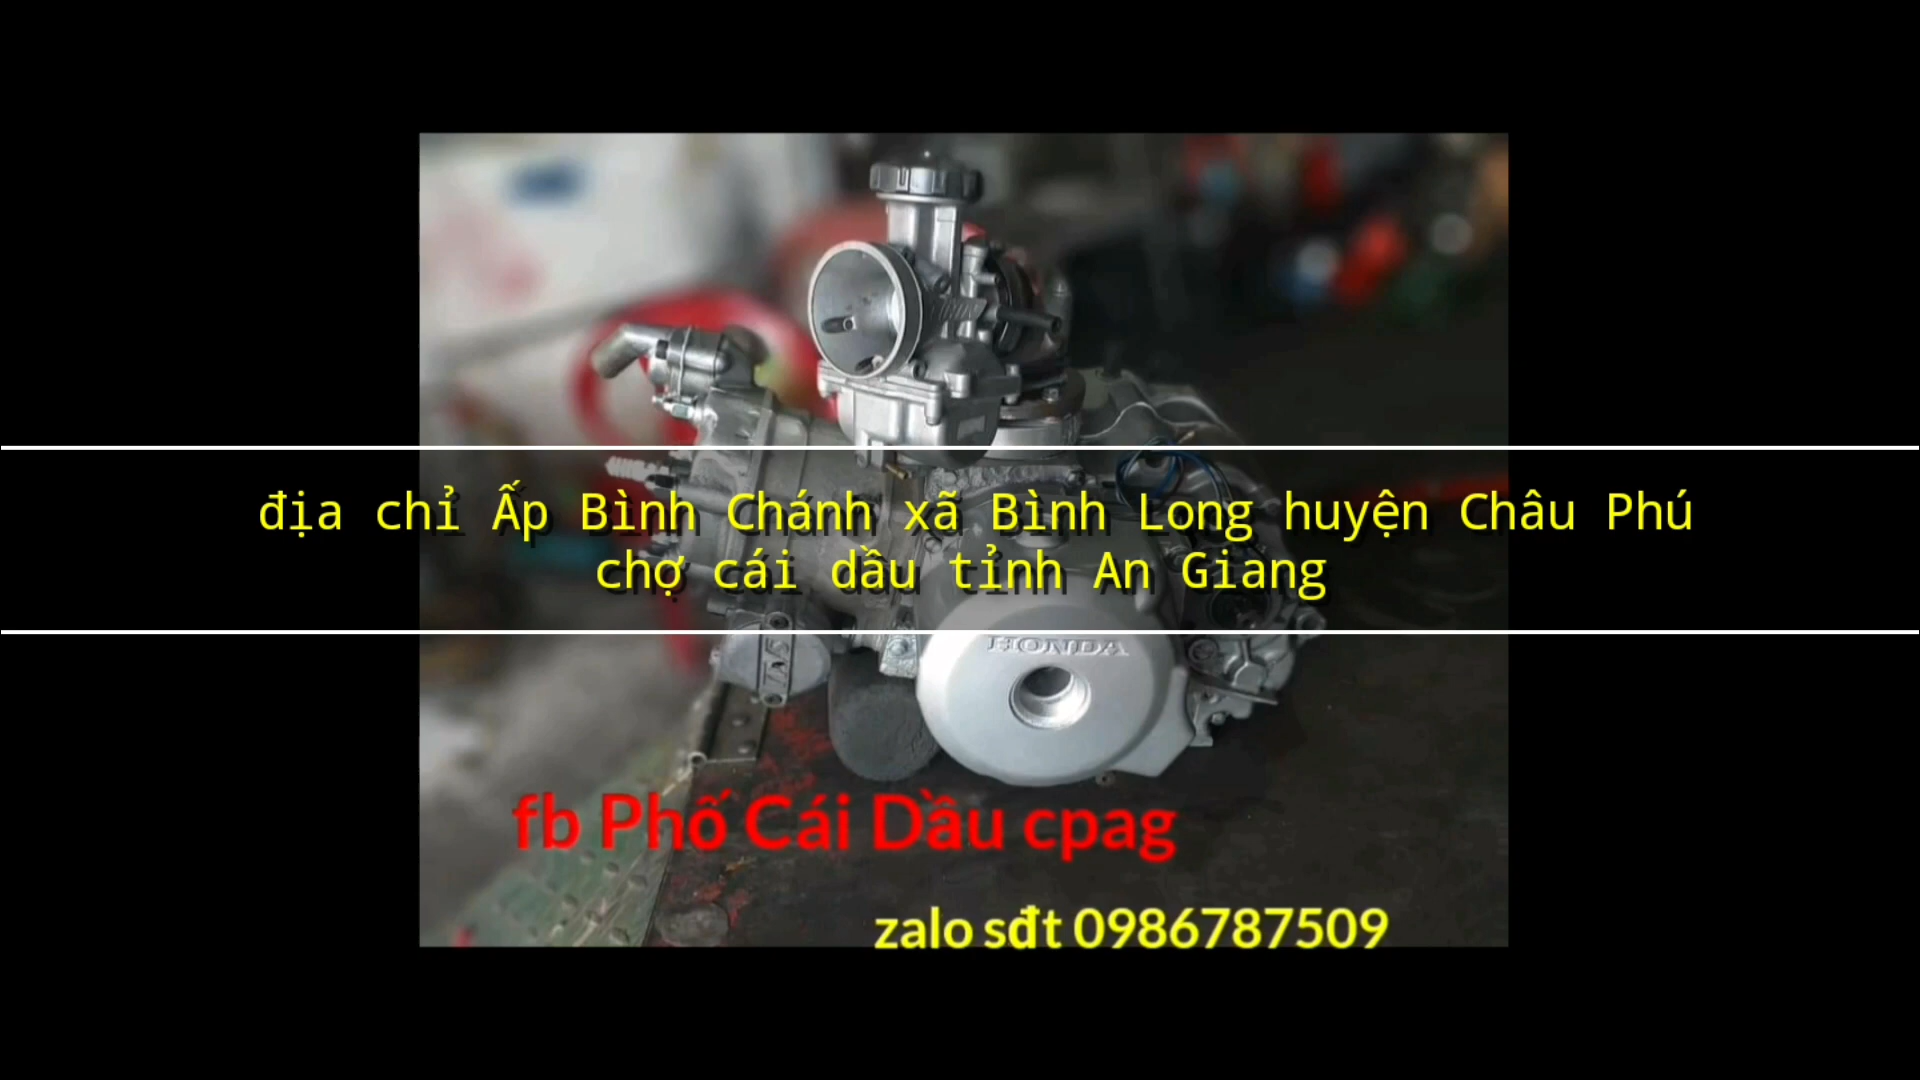 địa chỉ Ấp Bình Chánh xã Bình Long huyện Châu Phú
chợ cái dầu tỉnh An Giang
HONDA
fb Phố Cái Dầu cpag
zalo sđt 0986787509